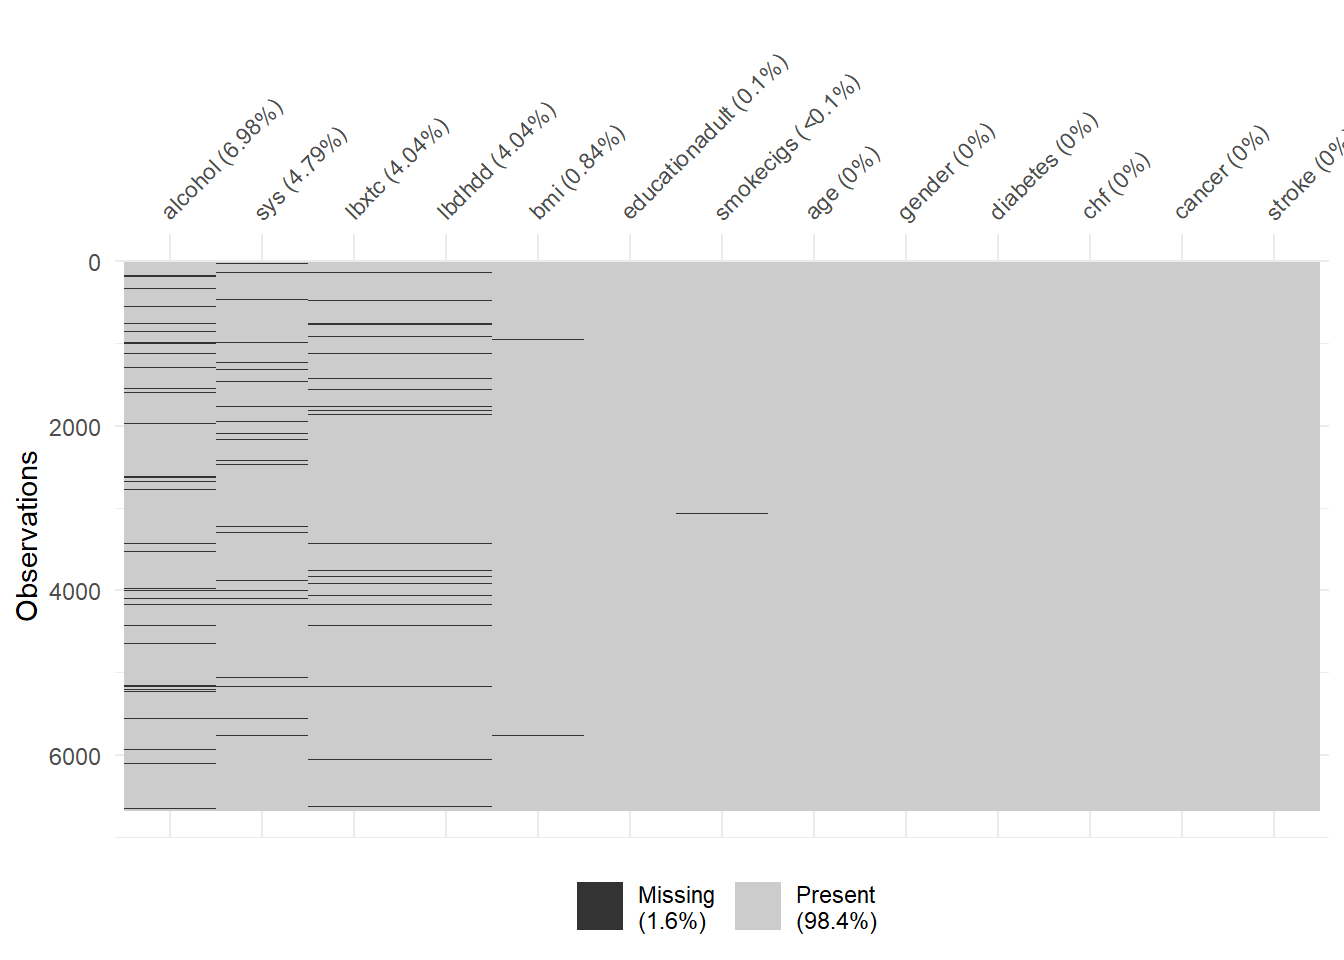 alcohol (6.98%)
sys (4.79%)
lbxtc (4.04%)
lbdhdd (4.04%)
bmi (0.84%)
educationadult (0.1%)
smokecigs (<0.1%)
age (0%)
gender (0%)
diabetes (0%)
chf (0%)
cancer (0%)
stroke (0%
0
2000
4000
6000
Observations
Missing
(1.6%)
Present
(98.4%)